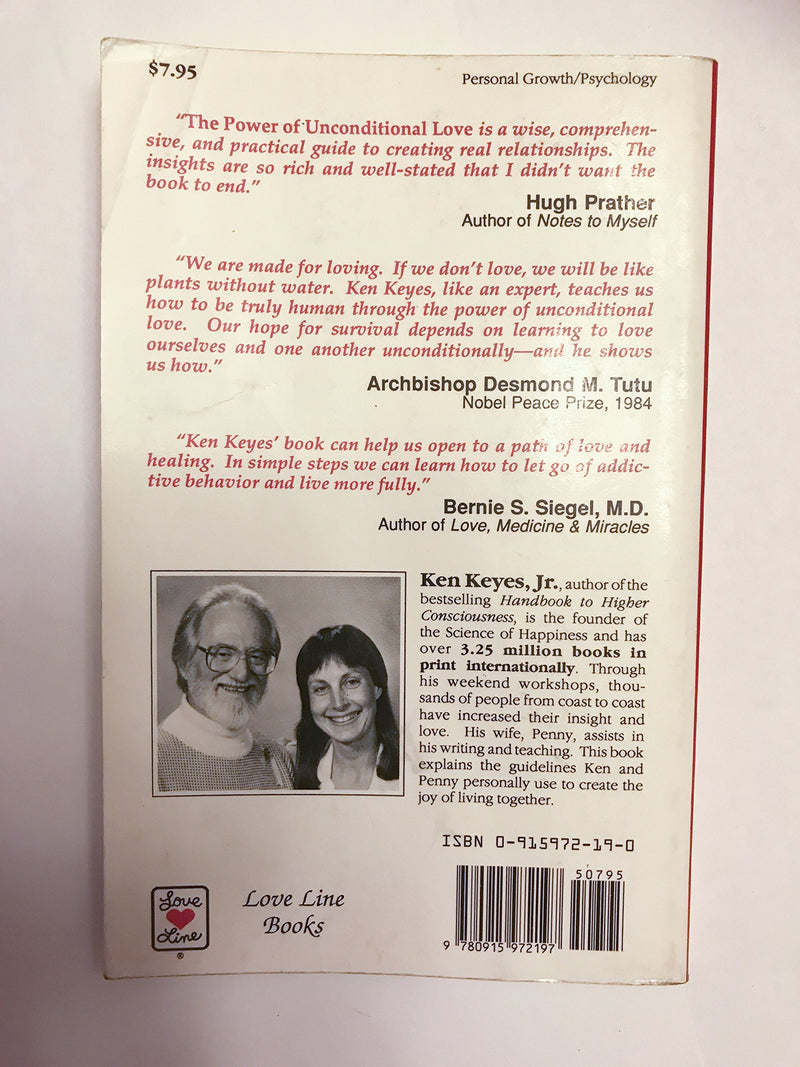 $7.95
Personal Growth/Psychology
"The Power of Unconditional Love is a wise, comprehen-
sive, and practical guide to creating real relationships. The
insights are so rich and well-stated that I didn't want the
book to end."
Hugh Prather
Author of Notes to Myself
"We are made for loving. If we don't love, we will be like
plants without water. Ken Keyes, like an expert, teaches us
how to be truly human through the power of unconditional
love. Our hope for survival depends on learning to love
ourselves and one another unconditionally—and he shows
us how."
Archbishop Desmond M. Tutu
Nobel Peace Prize, 1984
"Ken Keyes' book can help us open to a path of love and
healing. In simple steps we can learn how to let go of addic-
tive behavior and live more fully."
Bernie S. Siegel, M.D.
Author of Love, Medicine & Miracles
Ken Keyes, Jr., author of the
bestselling Handbook to Higher
Consciousness, is the founder of
the Science of Happiness and has
over 3.25 million books in
print internationally. Through
his weekend workshops, thou-
sands of people from coast to coast
have increased their insight and
love. His wife, Penny, assists in
his writing and teaching. This book
explains the guidelines Ken and
Penny personally use to create the
joy of living together.
ISBN 0-915972-19-0
50795
9 780915 972197
Love
Line
®
Love Line
Books